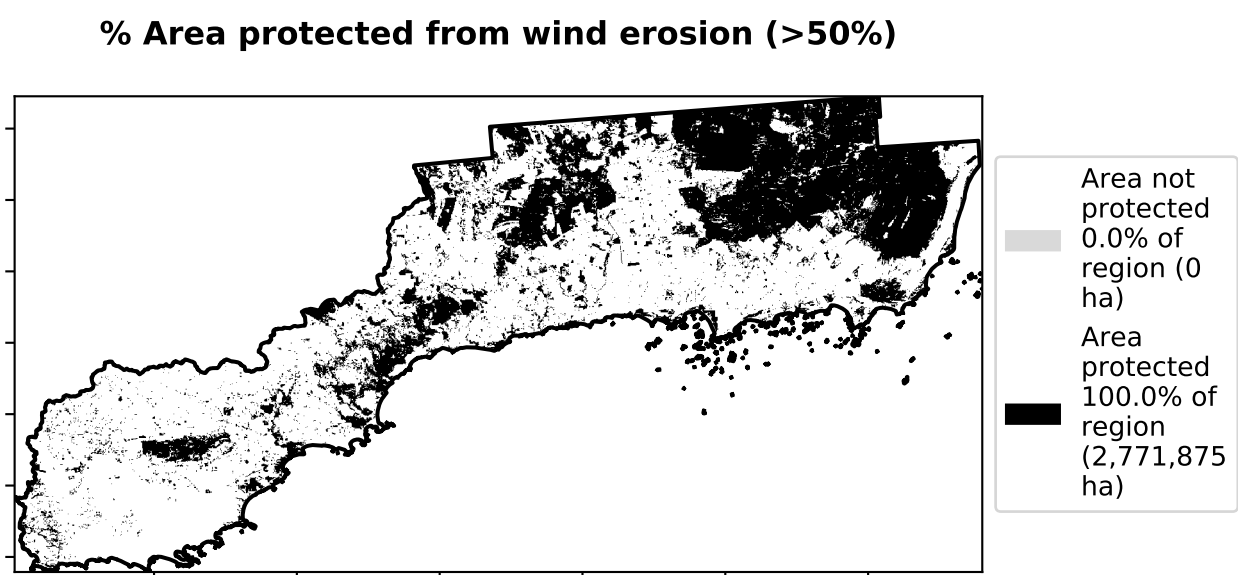 % Area protected from wind erosion (>50%)
Area not
protected
0.0% of
region (0
ha)
Area
protected
100.0% of
region
(2,771,875
ha)